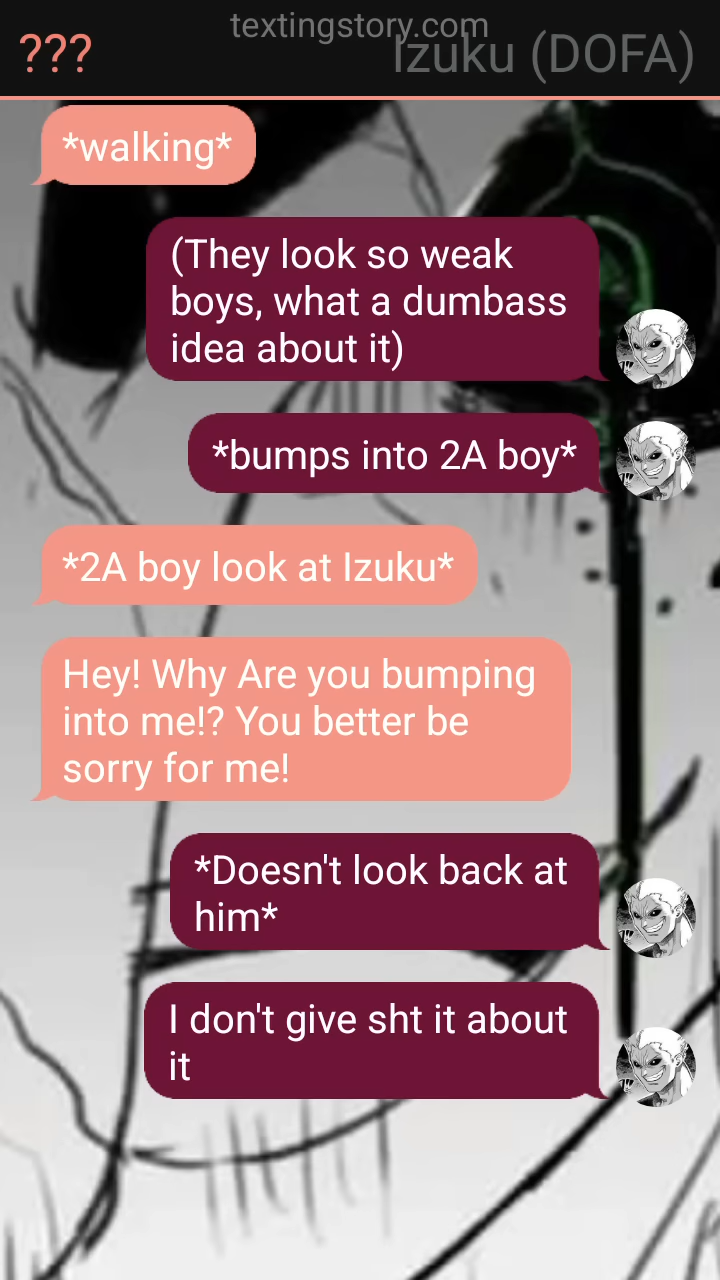 textingstory.com
??? Izuku (DOFA)
*walking*
(They look so weak
boys, what a dumbass
idea about it)
*bumps into 2A boy*
*2A boy look at Izuku*
Hey! Why Are you bumping
into me!? You better be
sorry for me!
*Doesn't look back at
him*
I don't give sht it about
it